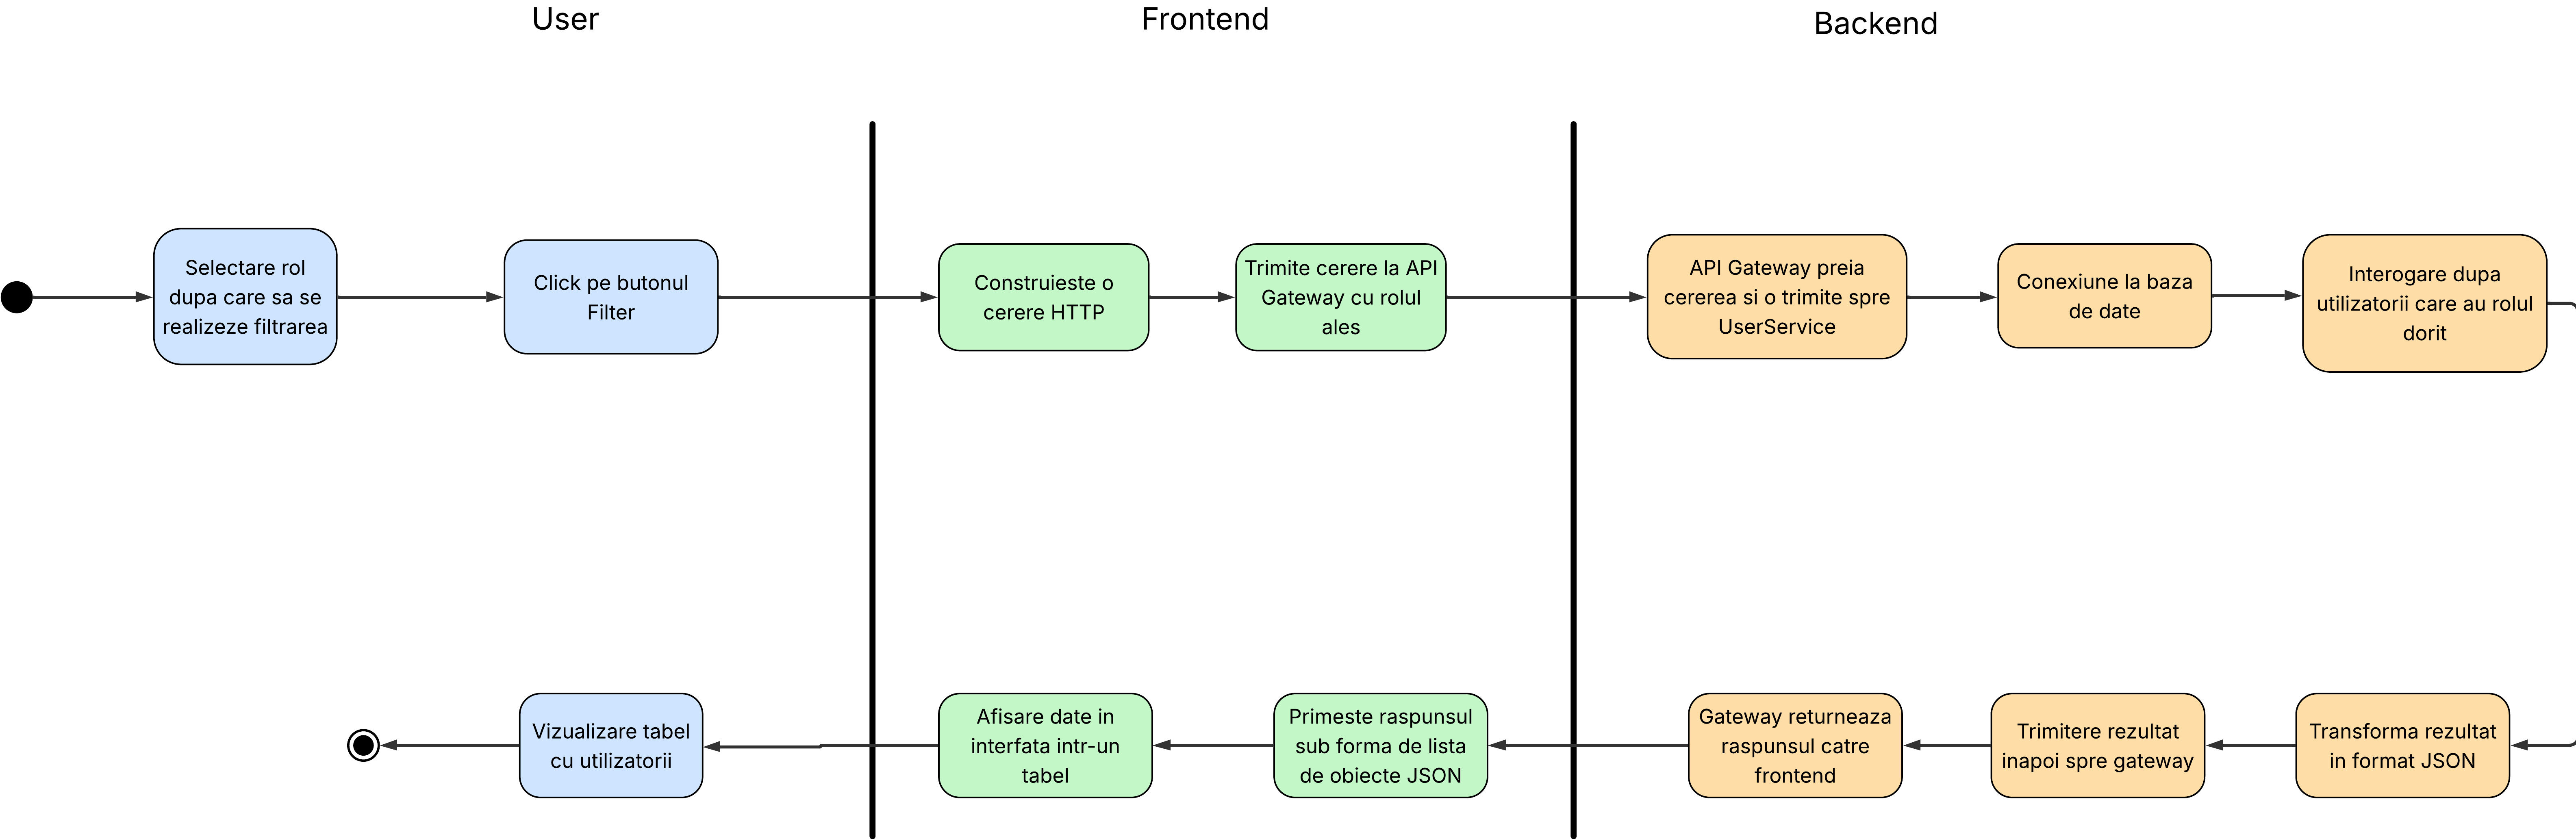 User
Frontend
Backend
Selectare rol
dupa care sa se
realizeze filtrarea
Click pe butonul
Filter
Construieste o
cerere HTTP
Trimite cerere la API
Gateway cu rolul
ales
API Gateway preia
cererea si o trimite spre
UserService
Conexiune la baza
de date
Interogare dupa
utilizatorii care au rolul
dorit
Vizualizare tabel
cu utilizatorii
Afisare date in
interfata intr-un
tabel
Primeste raspunsul
sub forma de lista
de obiecte JSON
Gateway returneaza
raspunsul catre
frontend
Trimitere rezultat
inapoi spre gateway
Transforma rezultat
in format JSON